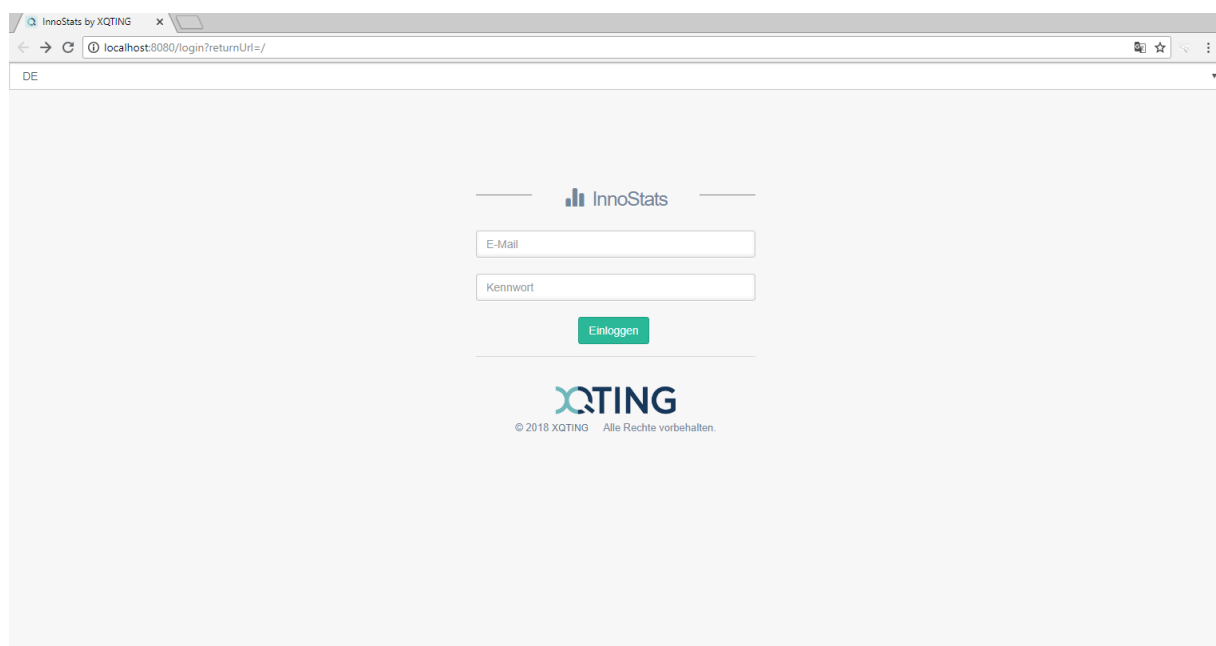 InnoStats by XQTING
localhost:8080/login?returnUrl=/
DE
InnoStats
E-Mail
Kennwort
Einloggen
XQTING
© 2018 XQTING Alle Rechte vorbehalten.